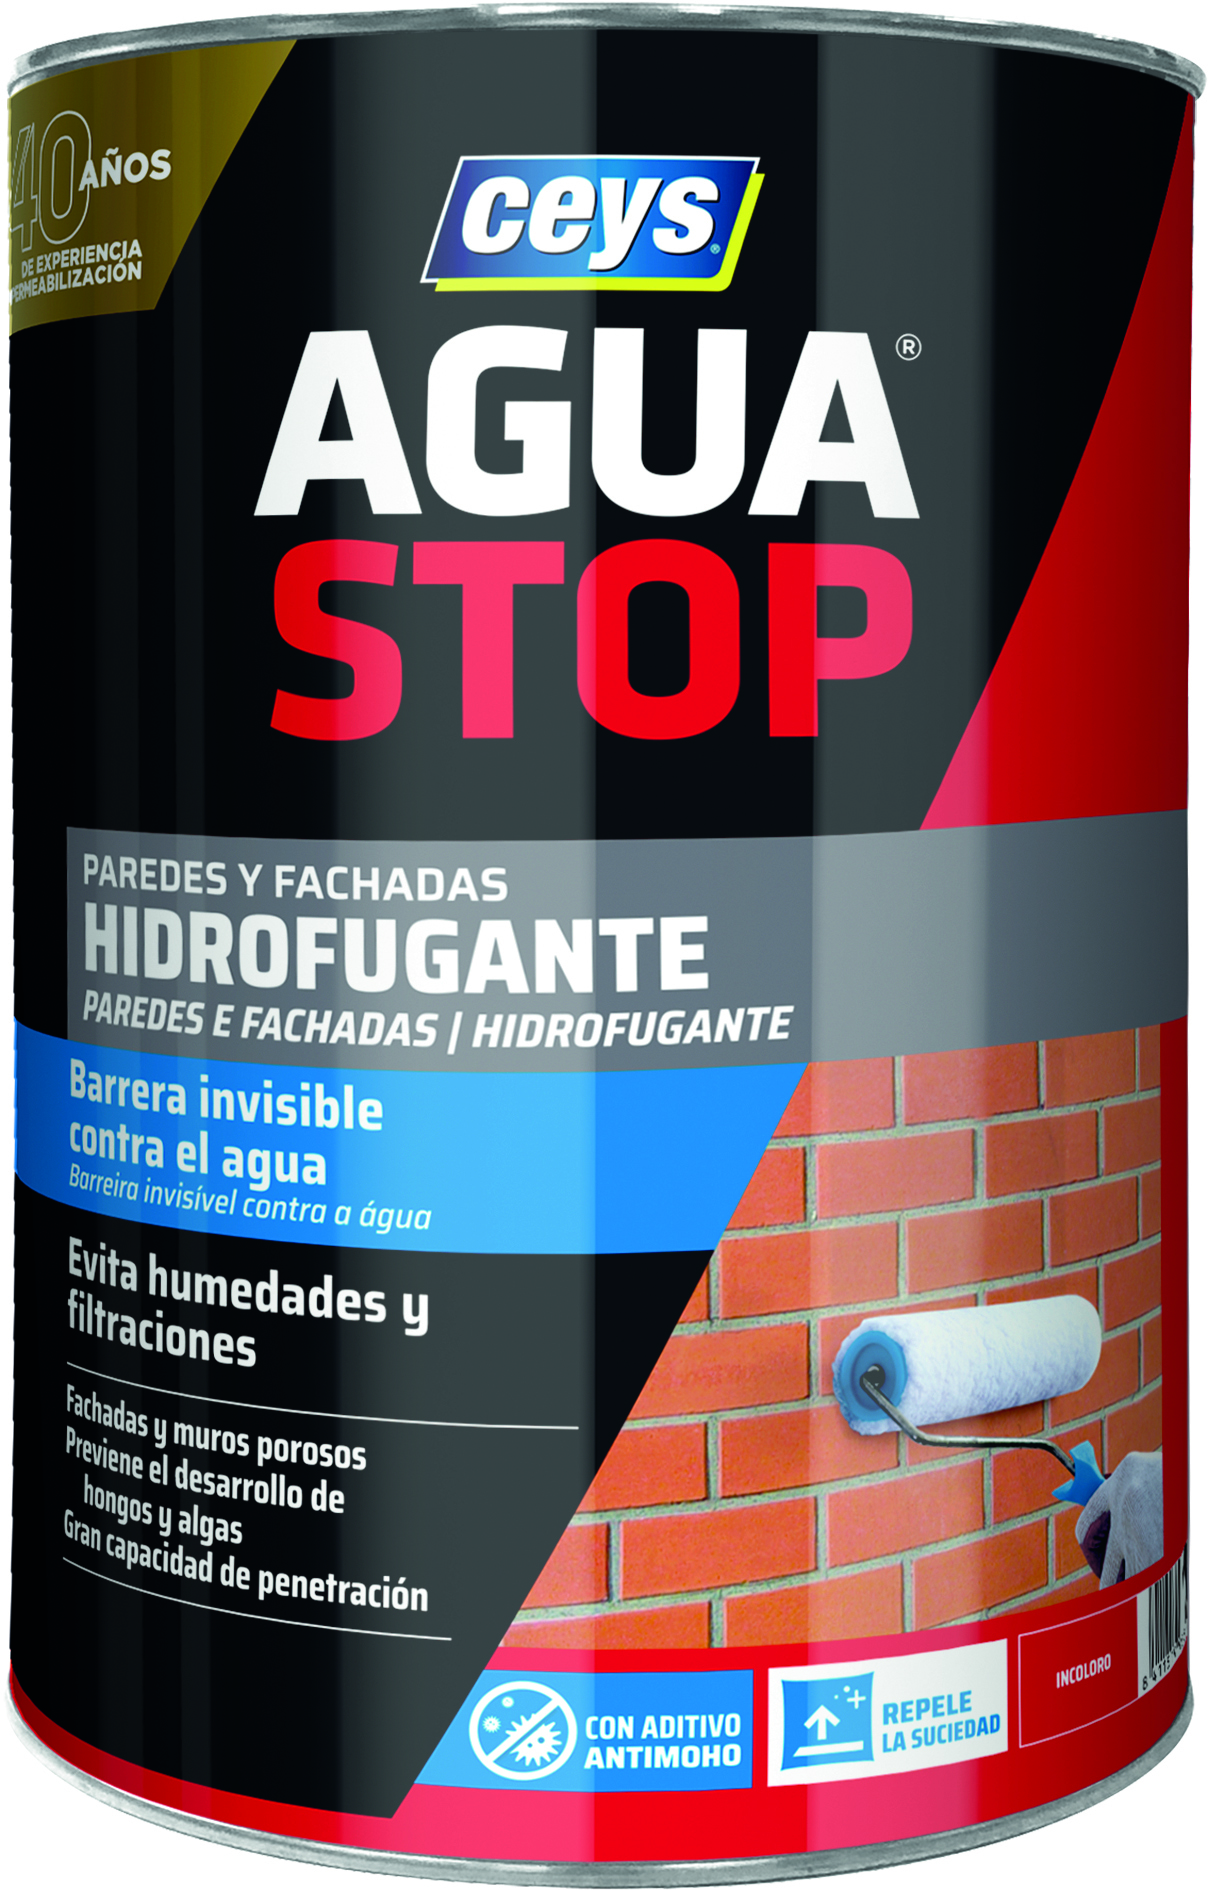 40 AÑOS
DE EXPERIENCIA
ceys®
AGUA®
STOP
PAREDES Y FACHADAS
HIDROFUGANTE
PAREDES E FACHADAS | HIDROFUGANTE
Barrera invisible
contra el agua
Barreira invisível contra a água
Evita humedades y
filtraciones
Fachadas y muros porosos
Previene el desarrollo de
hongos y algas
Gran capacidad de penetración
CON ADITIVO
ANTIMOHO
REPELE
LA SUCIEDAD
INCOLORO